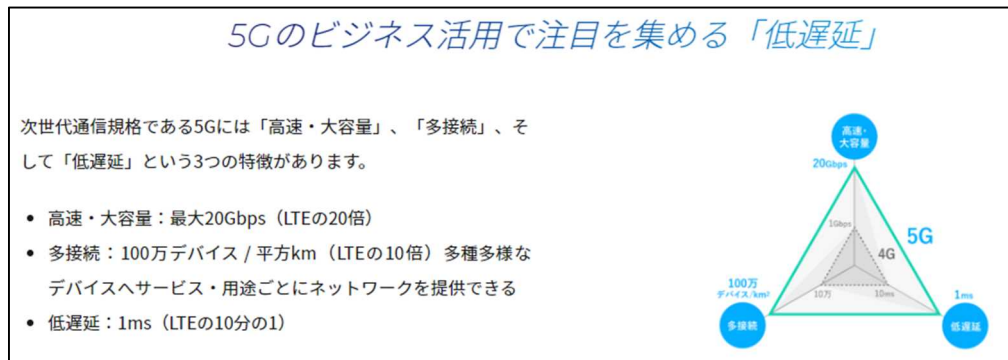 5Gのビジネス活用で注目を集める「低遅延」
次世代通信規格である5Gには「高速・大容量」、「多接続」、そ
して「低遅延」という3つの特徴があります。
• 高速・大容量：最大20Gbps（LTEの20倍）
• 多接続：100万デバイス / 平方km（LTEの10倍）多種多様な
デバイスへサービス・用途ごとにネットワークを提供できる
• 低遅延：1ms（LTEの10分の1）
高速・
大容量
20Gbps
1Gbps
5G
4G
100万
デバイス/km²
10万
10ms
1ms
多接続
低遅延